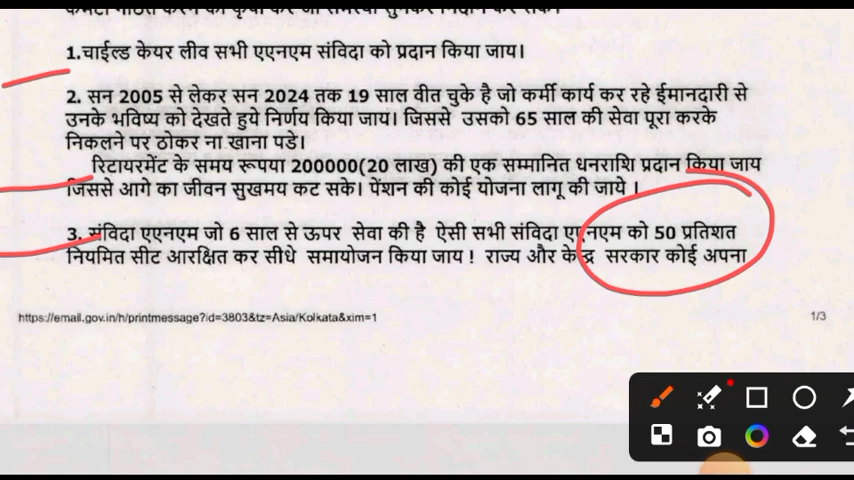 1.चाईल्ड केयर लीव सभी एएनएम संविदा को प्रदान किया जाय।
2. सन 2005 से लेकर सन 2024 तक 19 साल वीत चुके है जो कर्मी कार्य कर रहे ईमानदारी से
उनके भविष्य को देखते हुये निर्णय किया जाय। जिससे उसको 65 साल की सेवा पूरा करके
निकलने पर ठोकर ना खाना पडे।
रिटायरमेंट के समय रूपया 200000(20 लाख) की एक सम्मानित धनराशि प्रदान किया जाय
जिससे आगे का जीवन सुखमय कट सके। पेंशन की कोई योजना लागू की जाये ।
3. संविदा एएनएम जो 6 साल से ऊपर सेवा की है ऐसी सभी संविदा एएनएम को 50 प्रतिशत
नियमित सीट आरक्षित कर सीधे समायोजन किया जाय ! राज्य और केन्द्र सरकार कोई अपना
https://email.gov.in/h/printmessage?id=3803&tz=Asia/Kolkata&xim=1
1/3